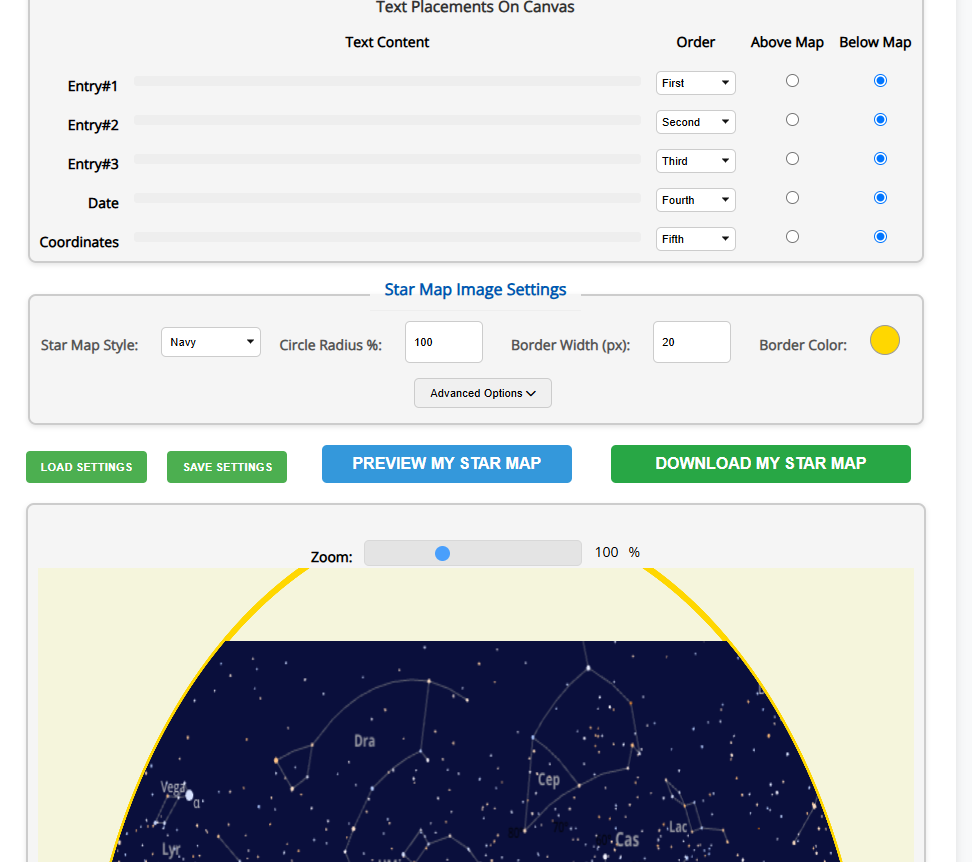 Text Placements On Canvas
Text Content Order Above Map Below Map
Entry#1 First
Entry#2 Second
Entry#3 Third
Date Fourth
Coordinates Fifth
Star Map Image Settings
Star Map Style: Navy Circle Radius %: 100 Border Width (px): 20 Border Color:
Advanced Options
LOAD SETTINGS SAVE SETTINGS PREVIEW MY STAR MAP DOWNLOAD MY STAR MAP
Zoom: 100 %
Dra
Cep
Vega
α
Lac
Cas
Lyr